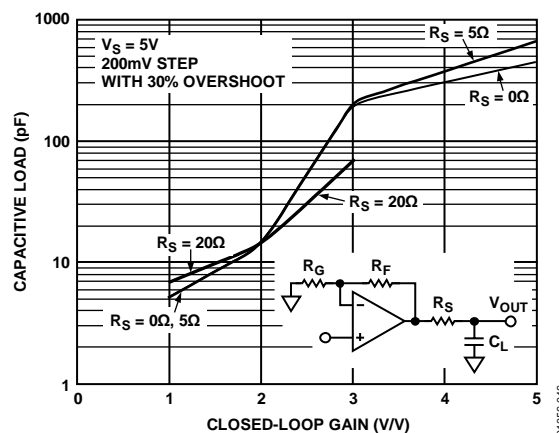 1000
100
10
1
0
1
2
3
4
5
CAPACITIVE LOAD (pF)
CLOSED-LOOP GAIN (V/V)
VS = 5V
200mV STEP
WITH 30% OVERSHOOT
RS = 5Ω
RS = 0Ω
RS = 20Ω
RS = 20Ω
RS = 0Ω, 5Ω
RG
RF
RS
VOUT
CL
–
+